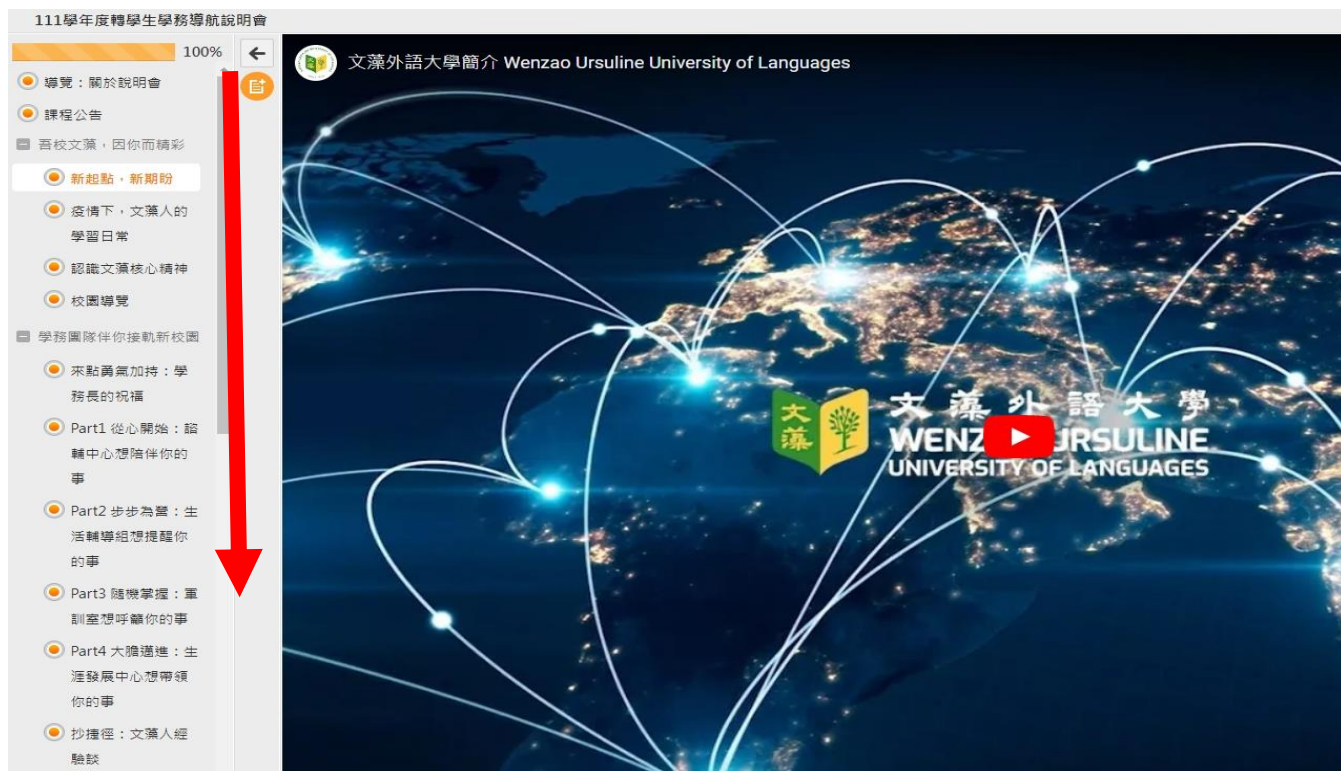 111學年度轉學生學務導航說明會
100%
導覽：關於說明會
課程公告
吾校文藻，因你而精彩
新起點，新期盼
疫情下，文藻人的
學習日常
認識文藻核心精神
校園導覽
學務團隊伴你接軌新校園
來點勇氣加持：學
務長的祝福
Part1 從心開始：諮
輔中心想陪伴你的
事
Part2 步步為營：生
活輔導組想提醒你
的事
Part3 隨機掌握：軍
訓室想呼籲你的事
Part4 大膽邁進：生
涯發展中心想帶領
你的事
抄捷徑：文藻人經
驗談
文藻外語大學簡介 Wenzao Ursuline University of Languages
文藻
文藻外語大學
WENZ URSULINE
UNIVERSITY OF LANGUAGES